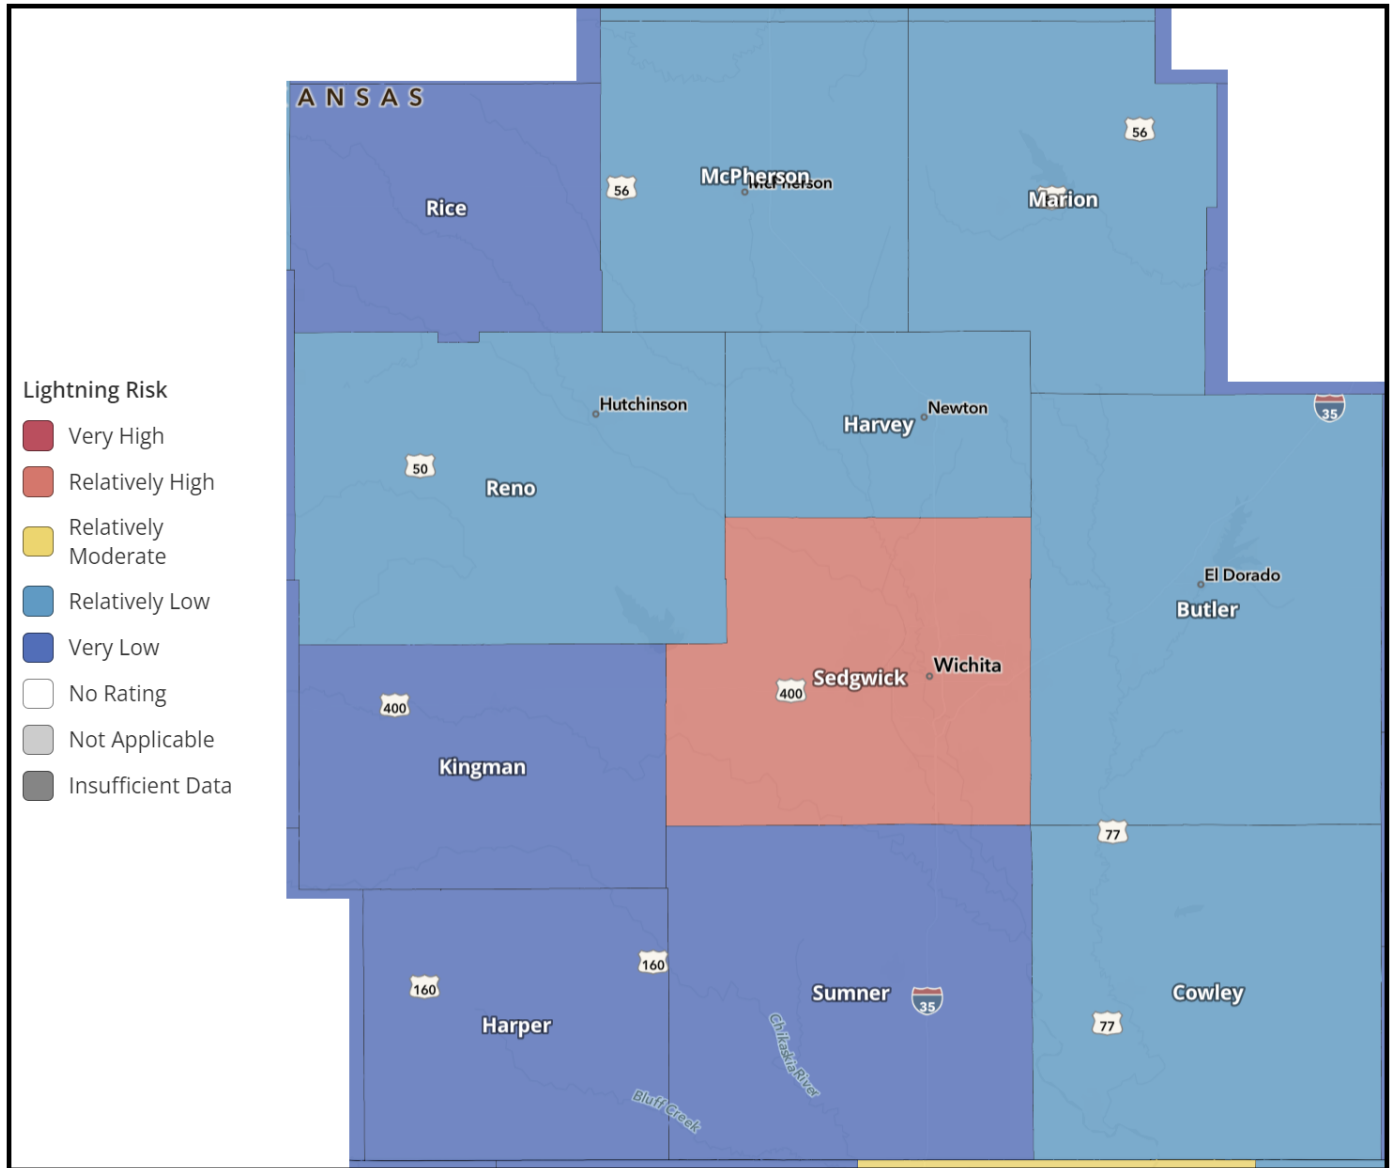 ANSAS
56
56
McPherson
McPherson
Marion
Rice
Lightning Risk
Very High
Relatively High
Relatively
Moderate
Relatively Low
Very Low
No Rating
Not Applicable
Insufficient Data
Hutchinson
Newton
Harvey
35
50
Reno
El Dorado
Butler
Wichita
Sedgwick
400
400
Kingman
77
160
160
Sumner
35
Cowley
77
Harper
Chikaskia River
Bluff Creek